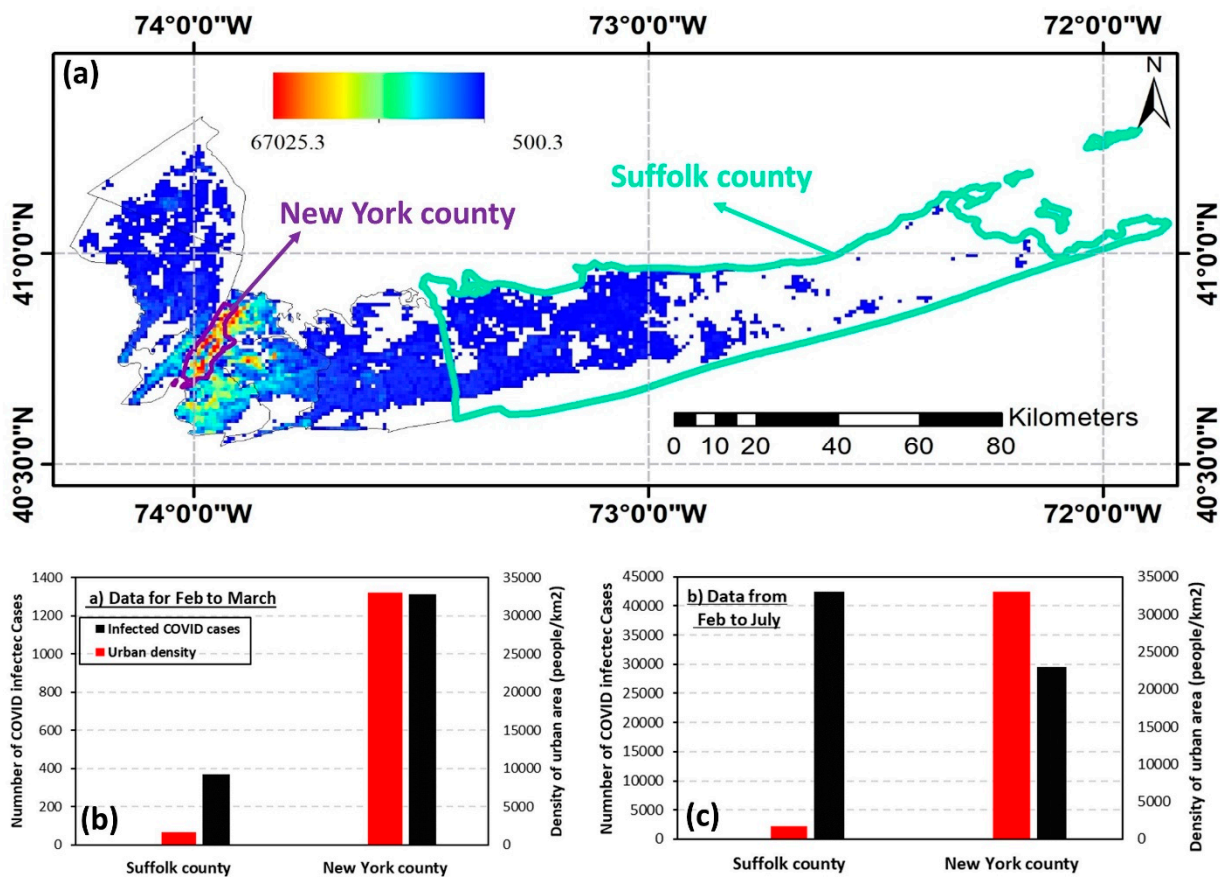 74°0'0"W 73°0'0"W 72°0'0"W
(a)
N
67025.3 500.3
Suffolk county
New York county
41°0'0"N 41°0'0"N
Kilometers
0 10 20 40 60 80
40°30'0"N 40°30'0"N
74°0'0"W 73°0'0"W 72°0'0"W
a) Data for Feb to March
Infected COVID cases
Urban density
Numnber of COVID infectec Cases
1400
1200
1000
800
600
400
200
0
35000
30000
25000
20000
15000
10000
5000
0
Density of urban area (people/km2)
(b)
Suffolk county New York county
b) Data from
Feb to July
Numnber of COVID infectec Cases
45000
40000
35000
30000
25000
20000
15000
10000
5000
0
35000
30000
25000
20000
15000
10000
5000
0
Density of urban area (people/km2)
(c)
Suffolk county New York county